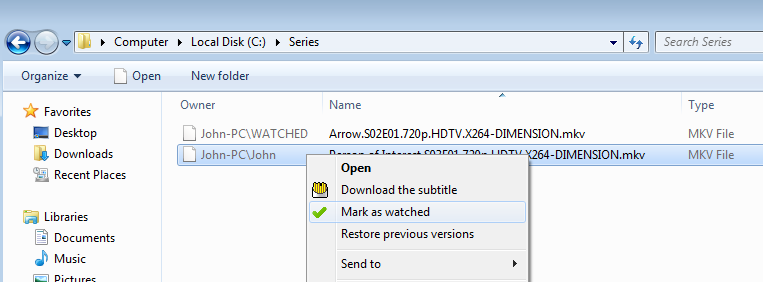 Computer Local Disk (C:) Series Search Series
Organize Open New folder
Favorites
Desktop
Downloads
Recent Places
Libraries
Documents
Music
Pictures
Owner Name Type
John-PC\WATCHED Arrow.S02E01.720p.HDTV.X264-DIMENSION.mkv MKV File
John-PC\John Person of Interest.S03E01.720p.HDTV.X264-DIMENSION.mkv MKV File
Open
Download the subtitle
Mark as watched
Restore previous versions
Send to